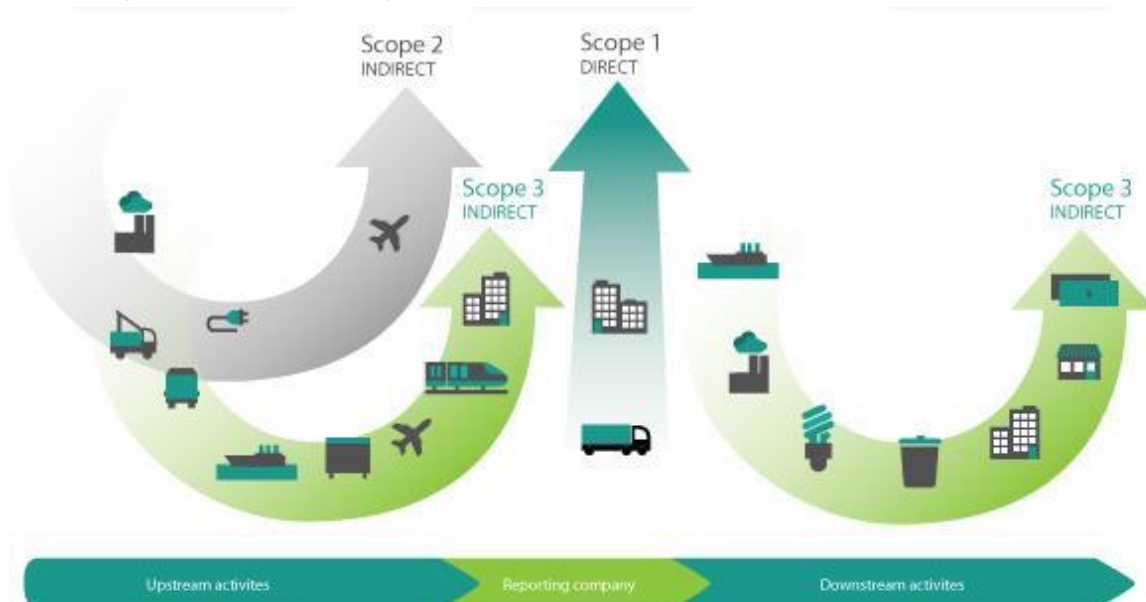 Scope 2
INDIRECT
Scope 1
DIRECT
Scope 3
INDIRECT
Scope 3
INDIRECT
Upstream activites
Reporting company
Downstream activites